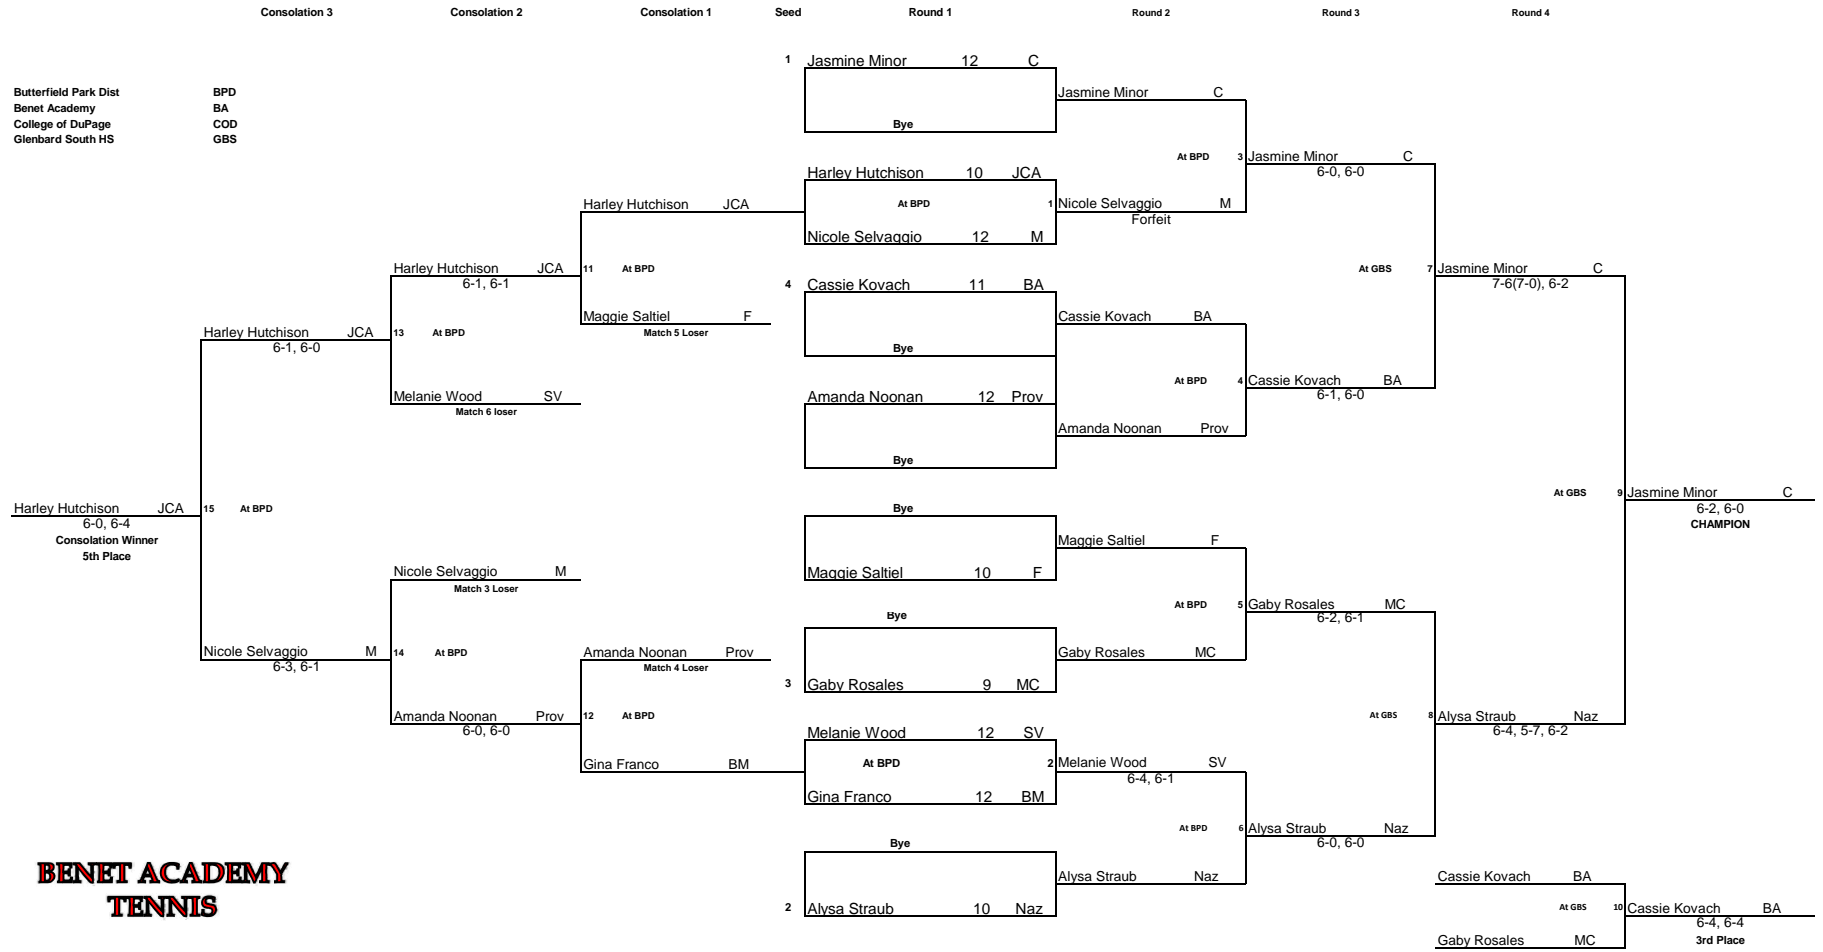 Consolation 3 Consolation 2 Consolation 1 Seed Round 1 Round 2 Round 3 Round 4
1 Jasmine Minor 12 C
Butterfield Park Dist BPD
Jasmine Minor C
Benet Academy BA
College of DuPage COD
Bye
Glenbard South HS GBS
At BPD 3 Jasmine Minor C
6-0, 6-0
Harley Hutchison 10 JCA
Harley Hutchison JCA
At BPD 1 Nicole Selvaggio M
Forfeit
Nicole Selvaggio 12 M
Harley Hutchison JCA 11 At BPD
6-1, 6-1
At GBS 7 Jasmine Minor C
7-6(7-0), 6-2
4 Cassie Kovach 11 BA
Maggie Saltiel F
Match 5 Loser
Cassie Kovach BA
Harley Hutchison JCA 13 At BPD
6-1, 6-0
Bye
At BPD 4 Cassie Kovach BA
6-1, 6-0
Melanie Wood SV
Match 6 loser
Amanda Noonan 12 Prov
Amanda Noonan Prov
Bye
At GBS 9 Jasmine Minor C
6-2, 6-0
CHAMPION
Harley Hutchison JCA 15 At BPD
6-0, 6-4
Consolation Winner
5th Place
Bye
Maggie Saltiel F
Nicole Selvaggio M
Match 3 Loser
Maggie Saltiel 10 F
At BPD 5 Gaby Rosales MC
6-2, 6-1
Bye
Nicole Selvaggio M 14 At BPD
6-3, 6-1
Amanda Noonan Prov
Match 4 Loser
Gaby Rosales MC
3 Gaby Rosales 9 MC
Amanda Noonan Prov 12 At BPD
6-0, 6-0
At GBS 8 Alysa Straub Naz
6-4, 5-7, 6-2
Melanie Wood 12 SV
Gina Franco BM
At BPD 2 Melanie Wood SV
6-4, 6-1
Gina Franco 12 BM
At BPD 6 Alysa Straub Naz
6-0, 6-0
Bye
BENET ACADEMY
TENNIS
Alysa Straub Naz
Cassie Kovach BA
2 Alysa Straub 10 Naz
At GBS 10 Cassie Kovach BA
6-4, 6-4
3rd Place
Gaby Rosales MC